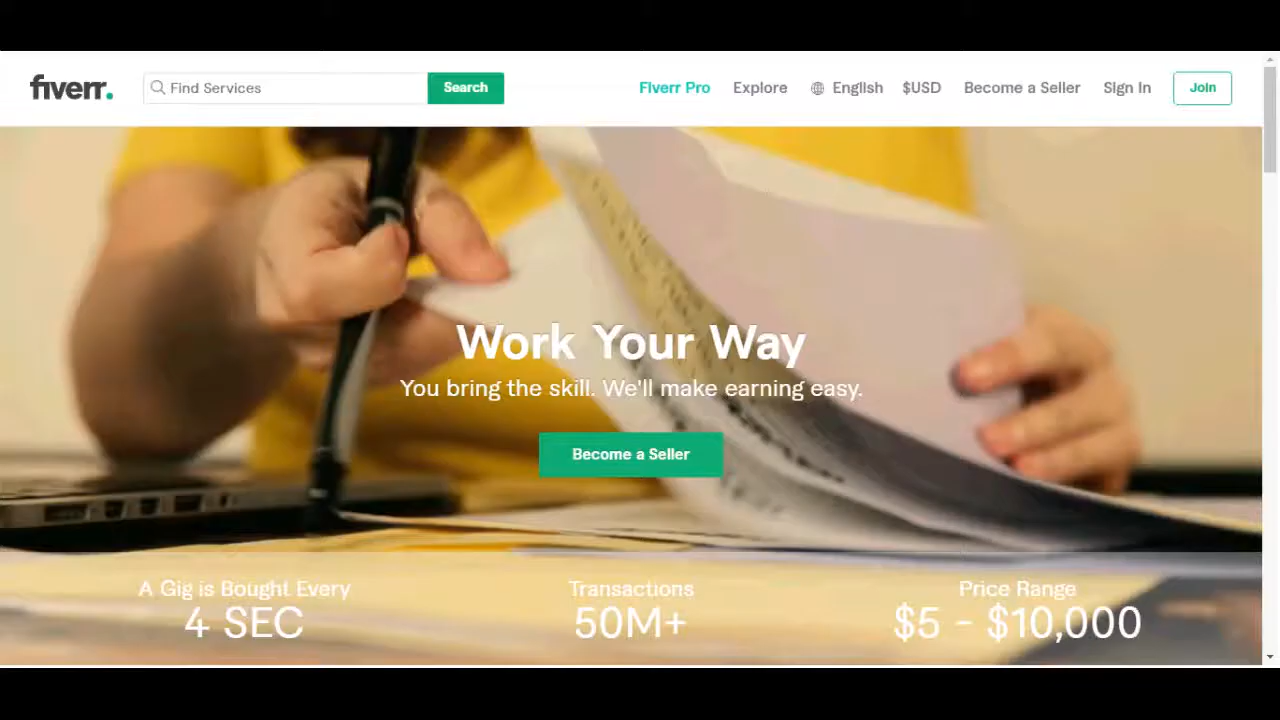 fiverr.
Find Services
Search
Fiverr Pro
Explore
English
$USD
Become a Seller
Sign In
Join
Work Your Way
You bring the skill. We'll make earning easy.
Become a Seller
A Gig is Bought Every
4 SEC
Transactions
50M+
Price Range
$5 - $10,000